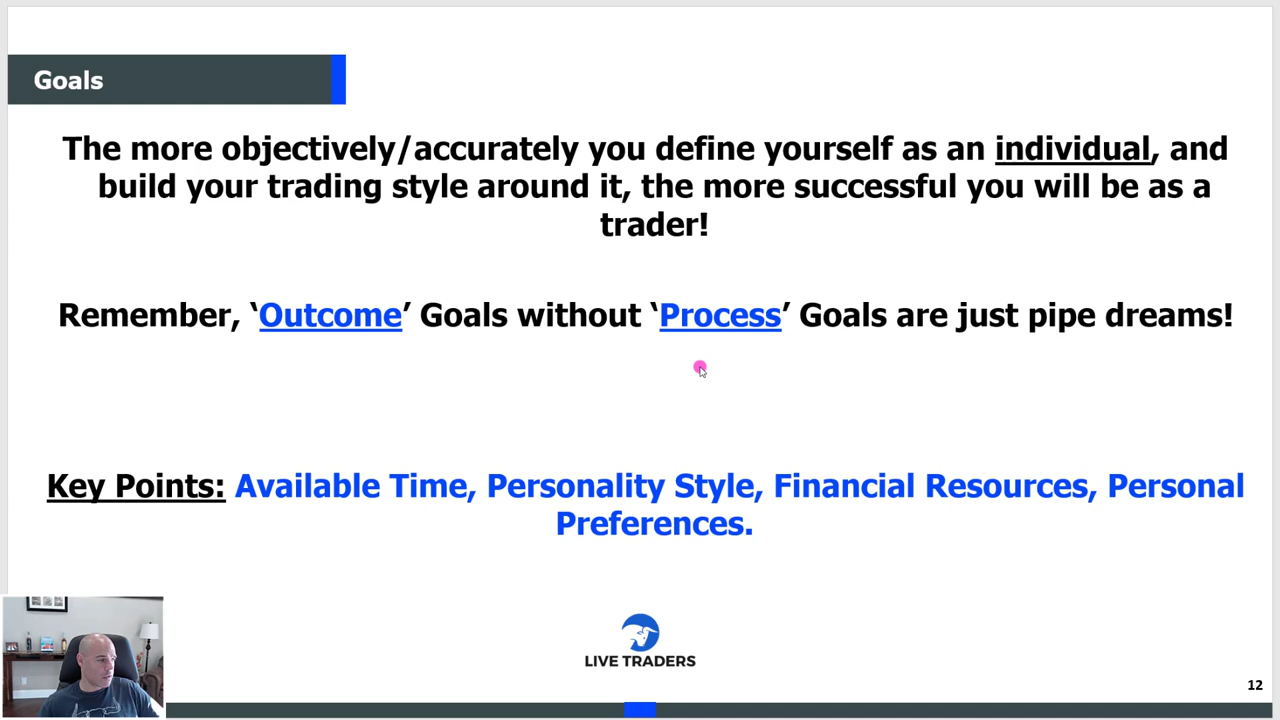 Goals
The more objectively/accurately you define yourself as an individual, and
build your trading style around it, the more successful you will be as a
trader!
Remember, ‘Outcome’ Goals without ‘Process’ Goals are just pipe dreams!
Key Points: Available Time, Personality Style, Financial Resources, Personal
Preferences.
LIVE TRADERS
12